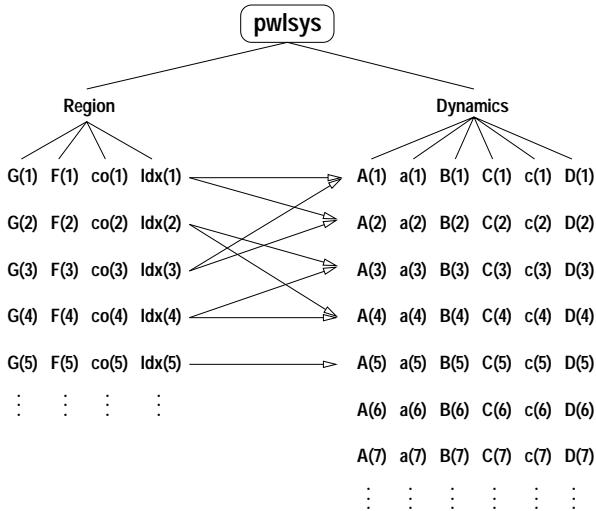 pwlsys
Region Dynamics
G(1) F(1) co(1) Idx(1) A(1) a(1) B(1) C(1) c(1) D(1)
G(2) F(2) co(2) Idx(2) A(2) a(2) B(2) C(2) c(2) D(2)
G(3) F(3) co(3) Idx(3) A(3) a(3) B(3) C(3) c(3) D(3)
G(4) F(4) co(4) Idx(4) A(4) a(4) B(4) C(4) c(4) D(4)
G(5) F(5) co(5) Idx(5) A(5) a(5) B(5) C(5) c(5) D(5)
A(6) a(6) B(6) C(6) c(6) D(6)
A(7) a(7) B(7) C(7) c(7) D(7)